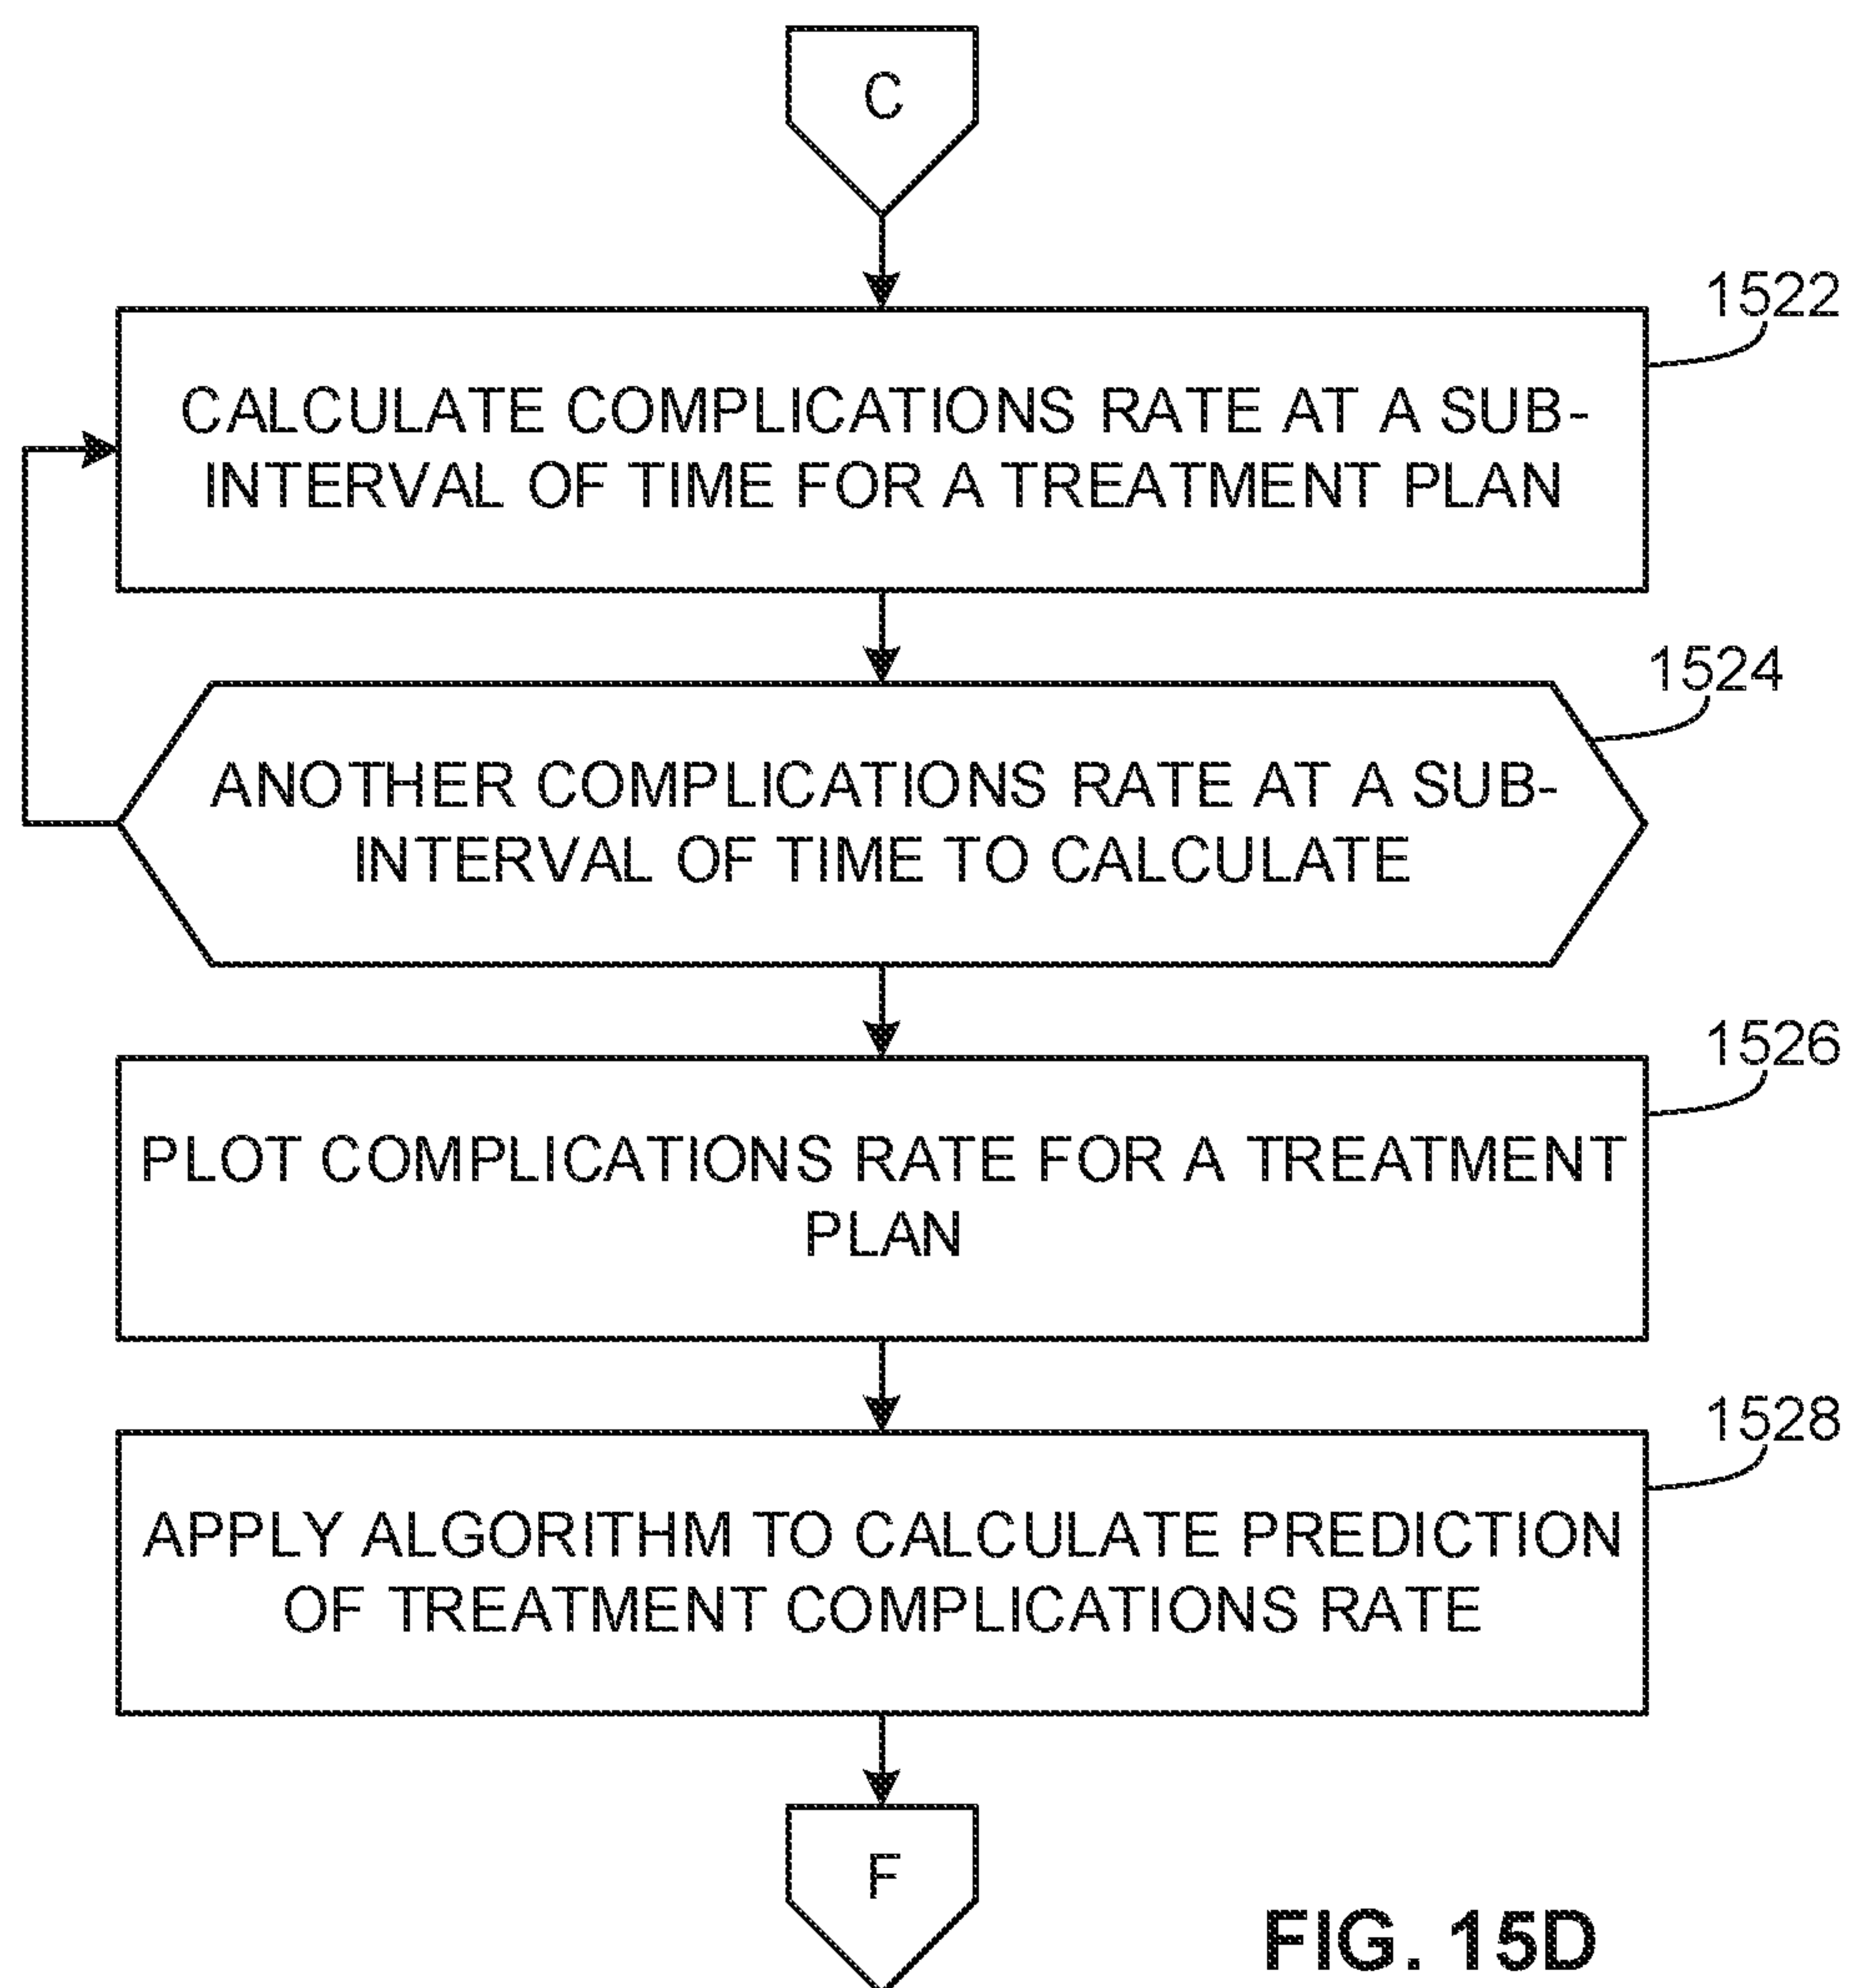 C
1522
CALCULATE COMPLICATIONS RATE AT A SUB-
INTERVAL OF TIME FOR A TREATMENT PLAN
1524
ANOTHER COMPLICATIONS RATE AT A SUB-
INTERVAL OF TIME TO CALCULATE
1526
PLOT COMPLICATIONS RATE FOR A TREATMENT
PLAN
1528
APPLY ALGORITHM TO CALCULATE PREDICTION
OF TREATMENT COMPLICATIONS RATE
F
FIG. 15D